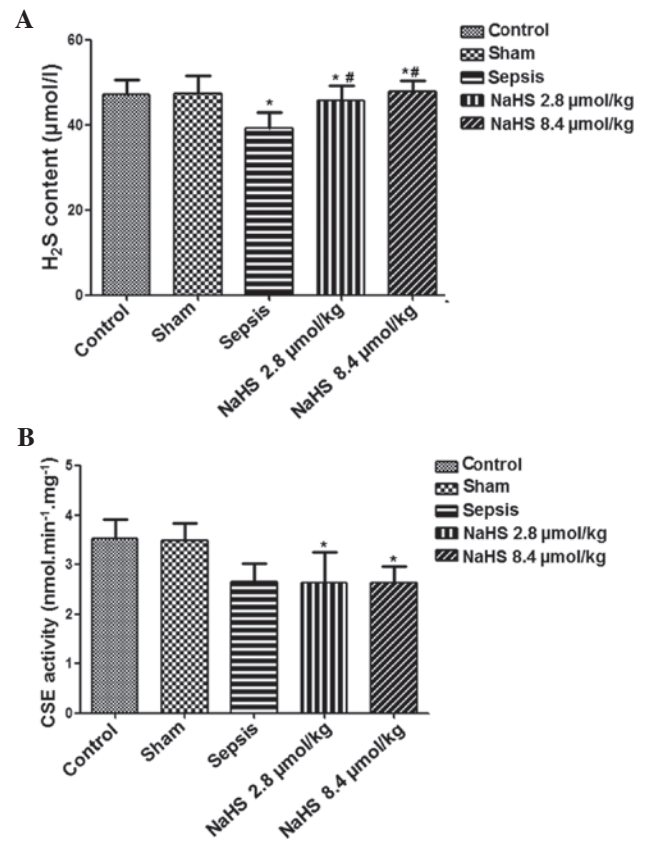 A
60
40
20
0
H₂S content (µmol/l)
*
* #
*#
Control
Sham
Sepsis
NaHS 2.8 µmol/kg
NaHS 8.4 µmol/kg
Control
Sham
Sepsis
NaHS 2.8 µmol/kg
NaHS 8.4 µmol/kg
B
5
4
3
2
1
0
CSE activity (nmol.min⁻¹.mg⁻¹)
*
*
Control
Sham
Sepsis
NaHS 2.8 µmol/kg
NaHS 8.4 µmol/kg
Control
Sham
Sepsis
NaHS 2.8 µmol/kg
NaHS 8.4 µmol/kg